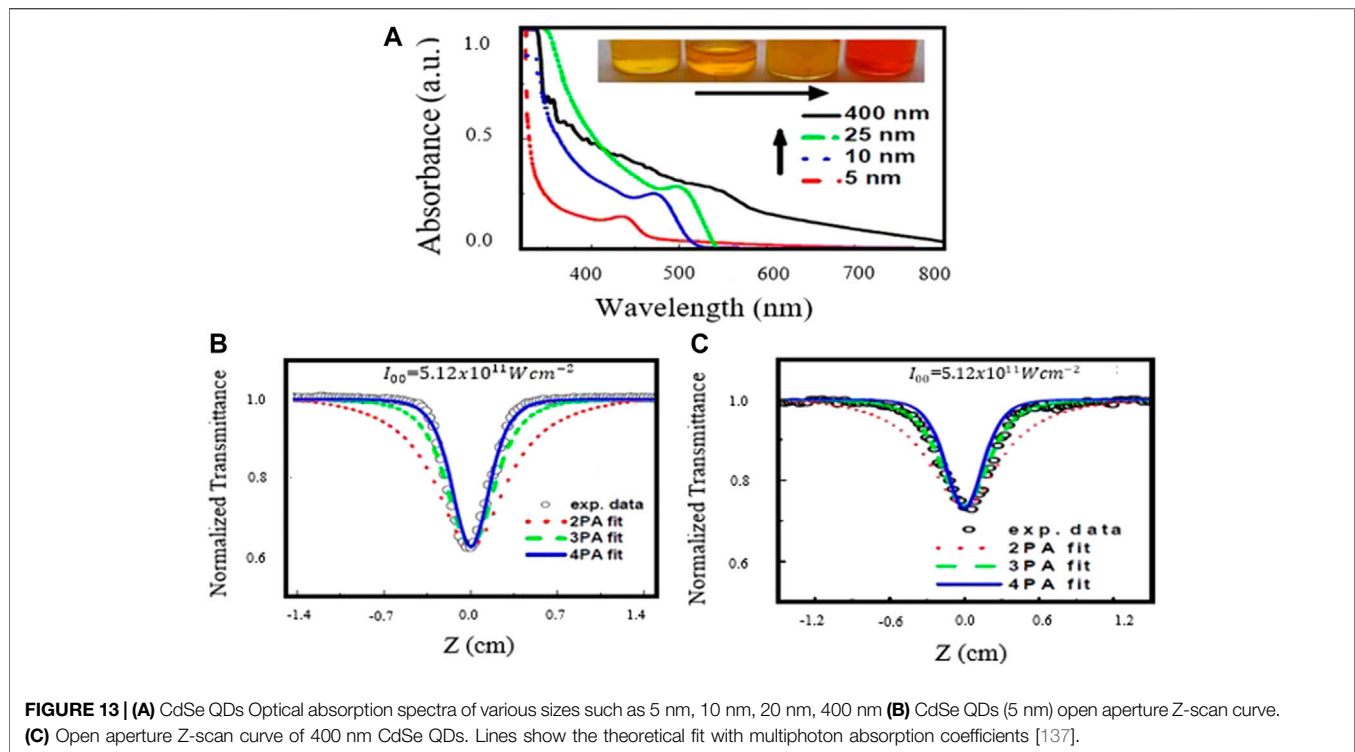 A
Absorbance (a.u.)
1.0
0.5
0.0
400 nm
25 nm
10 nm
5 nm
400 500 600 700 800
Wavelength (nm)
B
I₀₀=5.12x10¹¹Wcm⁻²
Normalized Transmittance
1.0
0.8
0.6
exp. data
2PA fit
3PA fit
4PA fit
-1.4 -0.7 0.0 0.7 1.4
Z (cm)
C
I₀₀=5.12x10¹¹Wcm⁻²
Normalized Transmittance
1.0
0.8
0.6
exp. data
2PA fit
3PA fit
4PA fit
-1.2 -0.6 0.0 0.6 1.2
Z (cm)
FIGURE 13 | (A) CdSe QDs Optical absorption spectra of various sizes such as 5 nm, 10 nm, 20 nm, 400 nm (B) CdSe QDs (5 nm) open aperture Z-scan curve.
(C) Open aperture Z-scan curve of 400 nm CdSe QDs. Lines show the theoretical fit with multiphoton absorption coefficients [137].